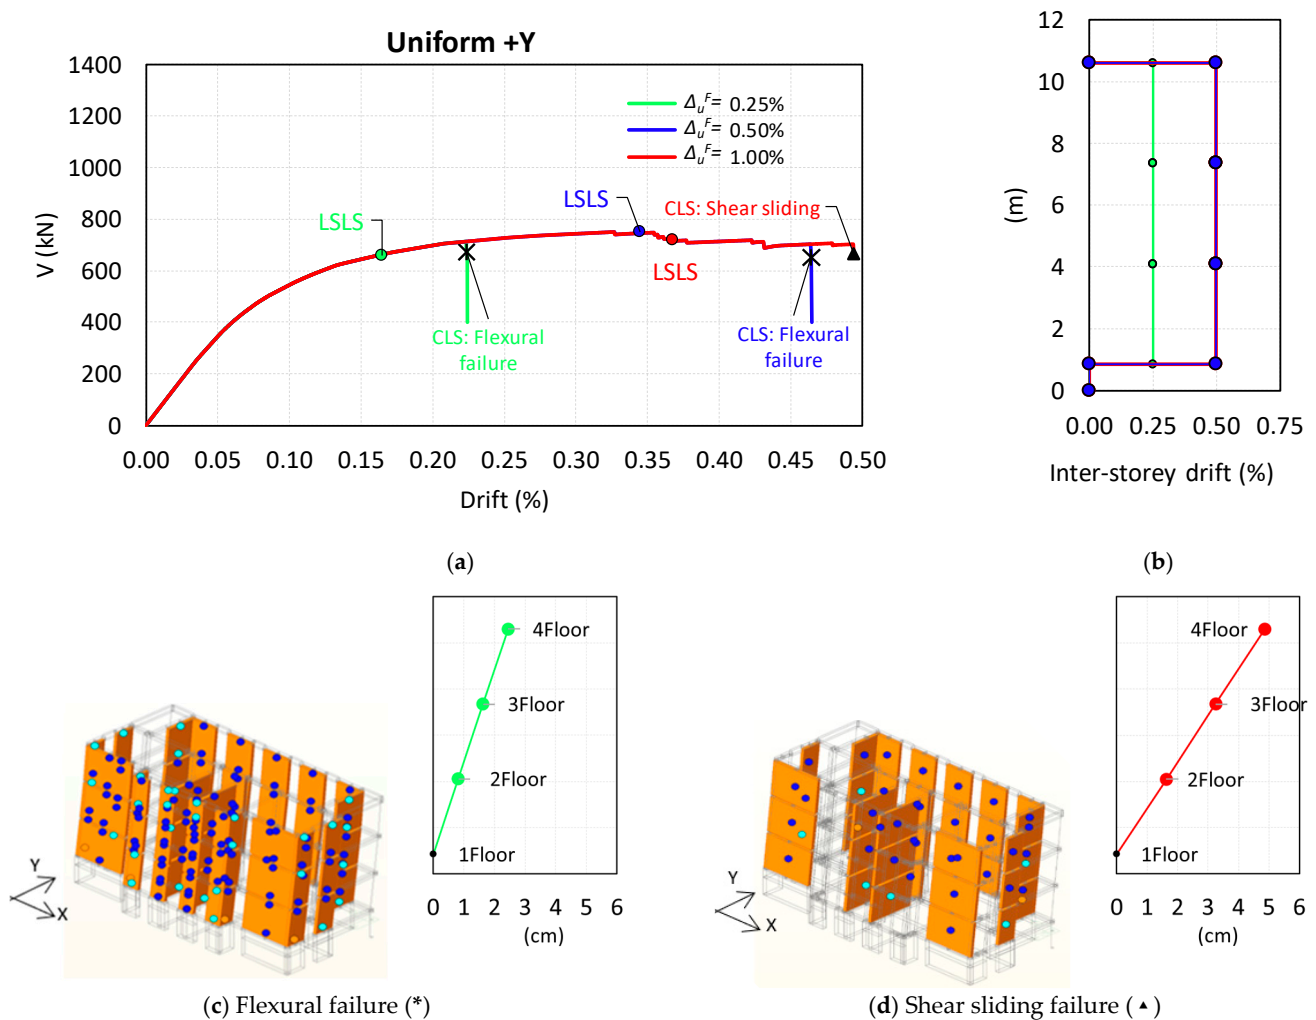 Uniform +Y
1400
1200
1000
800
600
400
200
0
V (kN)
Δuᶠ= 0.25%
Δuᶠ= 0.50%
Δuᶠ= 1.00%
LSLS
LSLS
CLS: Shear sliding
LSLS
CLS: Flexural
failure
CLS: Flexural
failure
0.00 0.05 0.10 0.15 0.20 0.25 0.30 0.35 0.40 0.45 0.50
Drift (%)
(a)
12
10
8
6
4
2
0
(m)
0.00 0.25 0.50 0.75
Inter-storey drift (%)
(b)
Y
X
4Floor
3Floor
2Floor
1Floor
0 1 2 3 4 5 6
(cm)
(c) Flexural failure (*)
Y
X
4Floor
3Floor
2Floor
1Floor
0 1 2 3 4 5 6
(cm)
(d) Shear sliding failure (▲)